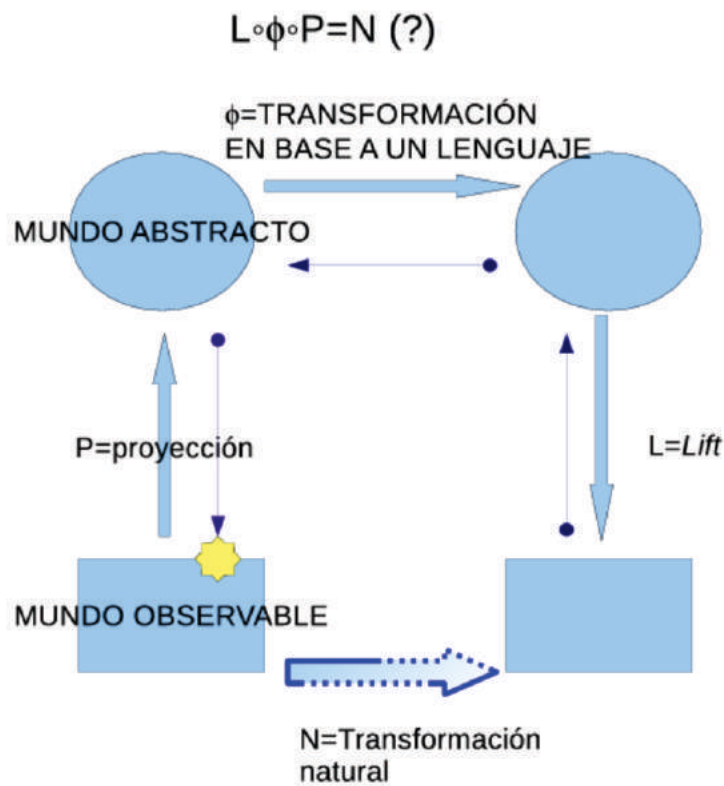 L∘ϕ∘P=N (?)
ϕ=TRANSFORMACIÓN
EN BASE A UN LENGUAJE
MUNDO ABSTRACTO
P=proyección
L=Lift
MUNDO OBSERVABLE
N=Transformación
natural